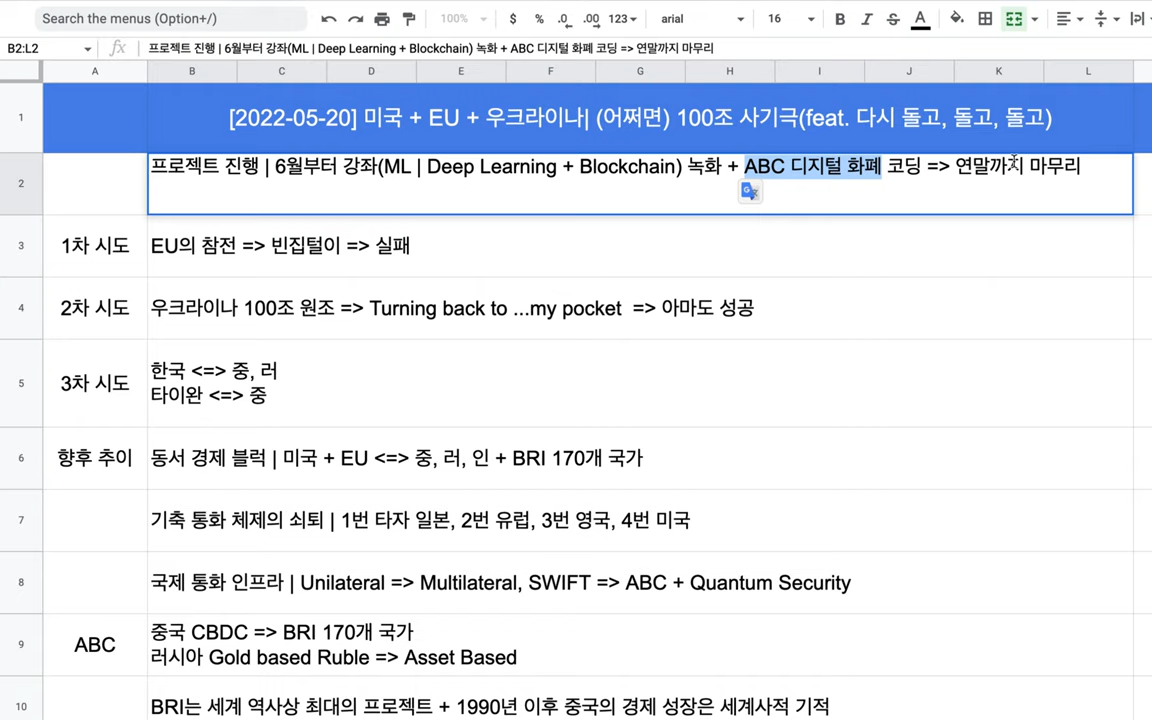 Search the menus (Option+/)
100%
$ % .0 .00 123
arial
16
B I S A
B2:L2
fx 프로젝트 진행 | 6월부터 강좌(ML | Deep Learning + Blockchain) 녹화 + ABC 디지털 화폐 코딩 => 연말까지 마무리
A B C D E F G H I J K L
1 [2022-05-20] 미국 + EU + 우크라이나| (어쩌면) 100조 사기극(feat. 다시 돌고, 돌고, 돌고)
2 프로젝트 진행 | 6월부터 강좌(ML | Deep Learning + Blockchain) 녹화 + ABC 디지털 화폐 코딩 => 연말까지 마무리
3 1차 시도 EU의 참전 => 빈집털이 => 실패
4 2차 시도 우크라이나 100조 원조 => Turning back to ...my pocket => 아마도 성공
5 3차 시도 한국 <=> 중, 러
타이완 <=> 중
6 향후 추이 동서 경제 블럭 | 미국 + EU <=> 중, 러, 인 + BRI 170개 국가
7 기축 통화 체제의 쇠퇴 | 1번 타자 일본, 2번 유럽, 3번 영국, 4번 미국
8 국제 통화 인프라 | Unilateral => Multilateral, SWIFT => ABC + Quantum Security
9 ABC 중국 CBDC => BRI 170개 국가
러시아 Gold based Ruble => Asset Based
10 BRI는 세계 역사상 최대의 프로젝트 + 1990년 이후 중국의 경제 성장은 세계사적 기적